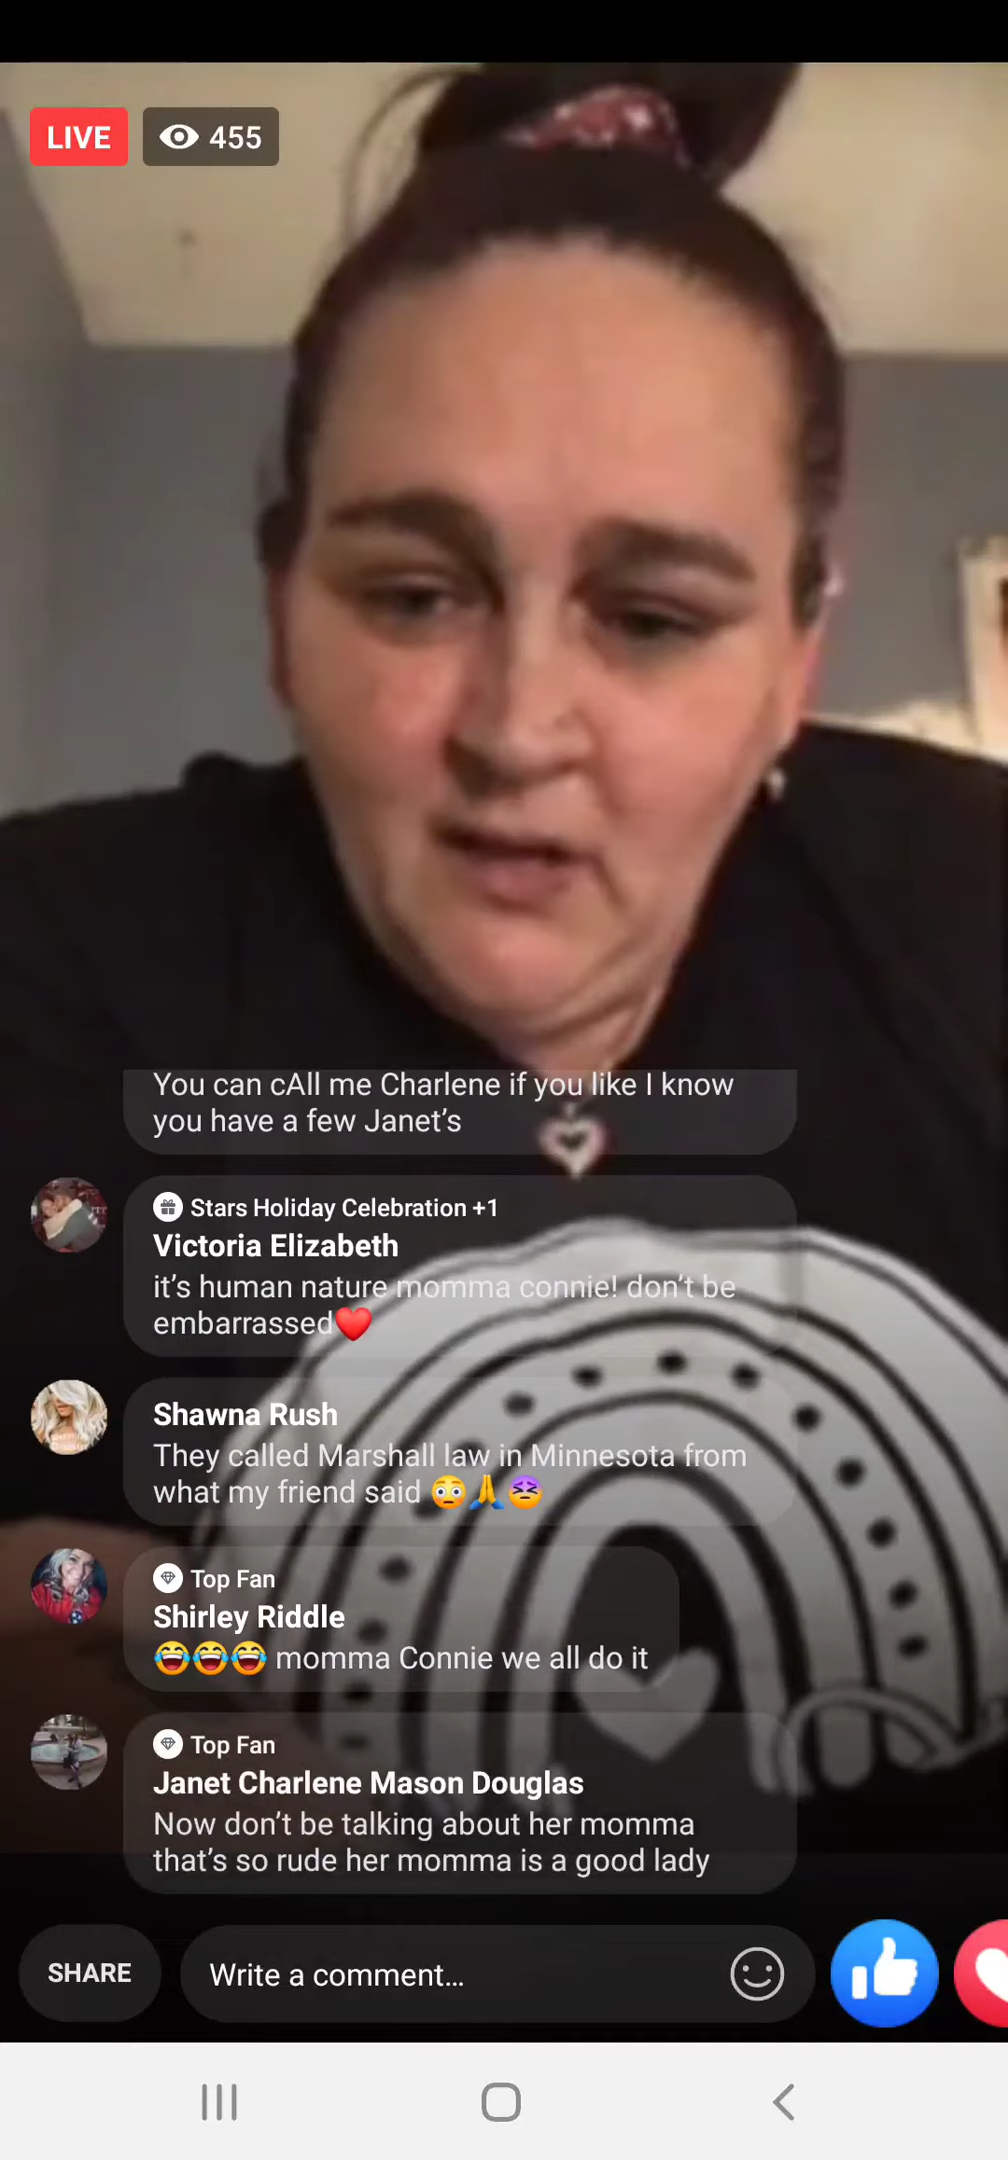 LIVE
455
You can cAll me Charlene if you like I know
you have a few Janet’s
Stars Holiday Celebration +1
Victoria Elizabeth
it’s human nature momma connie! don’t be
embarrassed❤️
Shawna Rush
They called Marshall law in Minnesota from
what my friend said 😳🙏😣
Top Fan
Shirley Riddle
😂😂😂 momma Connie we all do it
Top Fan
Janet Charlene Mason Douglas
Now don’t be talking about her momma
that’s so rude her momma is a good lady
SHARE
Write a comment...